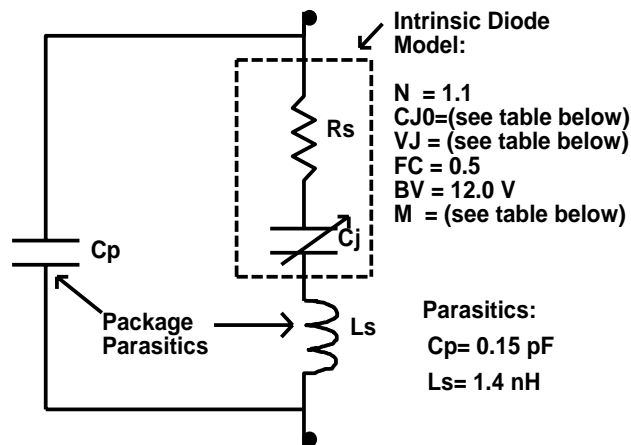 Intrinsic Diode
Model:
N = 1.1
CJ0=(see table below)
VJ = (see table below)
FC = 0.5
BV = 12.0 V
M = (see table below)
Rs
Cj
Cp
Package
Parasitics
Ls
Parasitics:
Cp= 0.15 pF
Ls= 1.4 nH